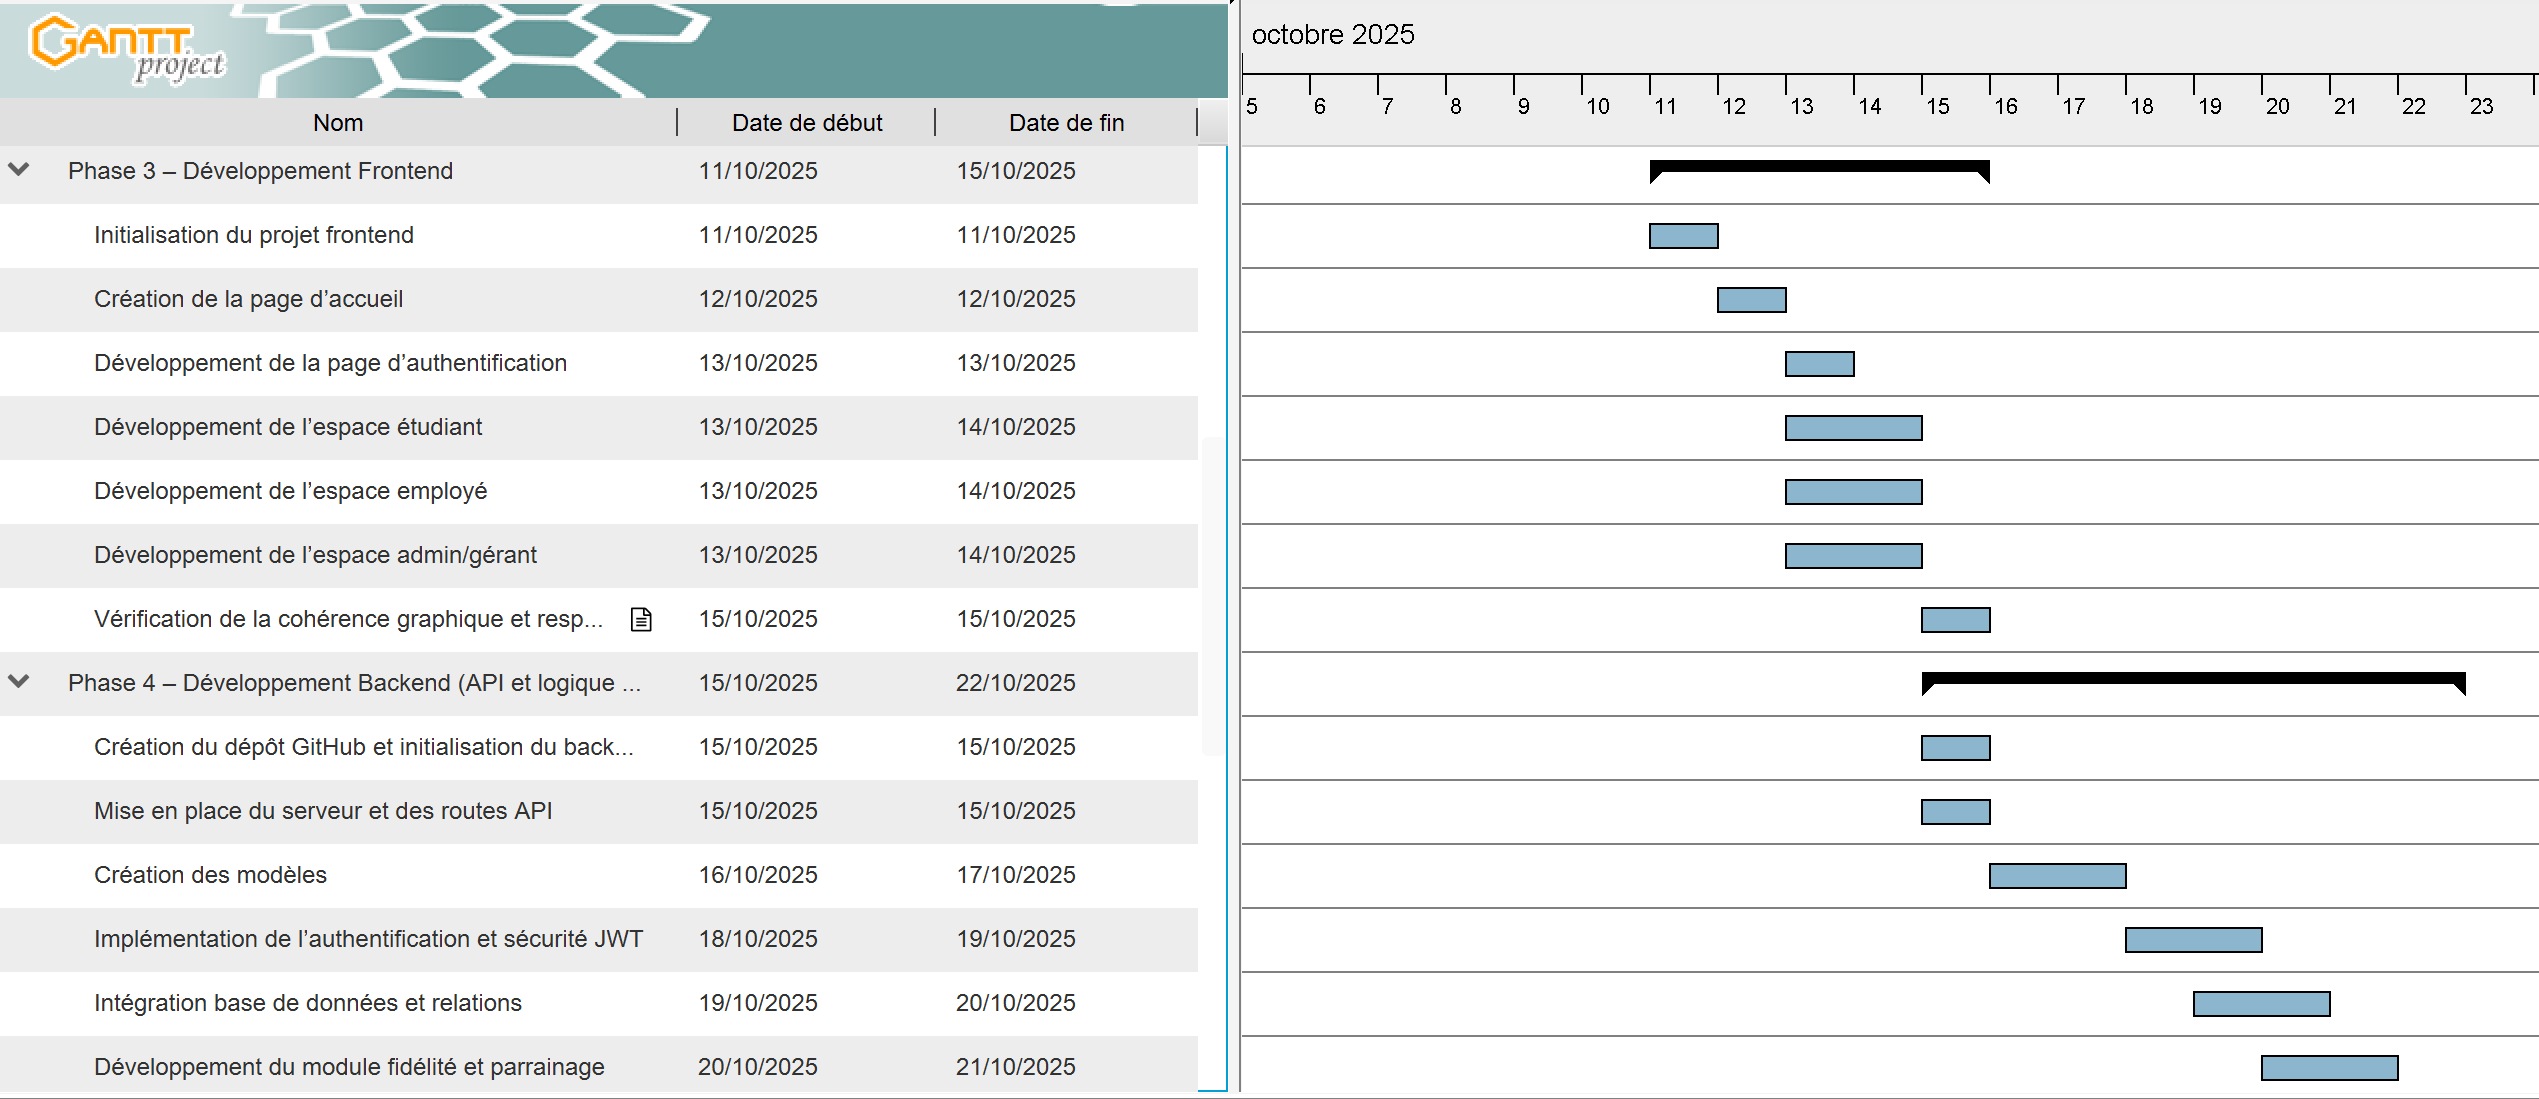 GANTT
project
octobre 2025
5 6 7 8 9 10 11 12 13 14 15 16 17 18 19 20 21 22 23
Nom Date de début Date de fin
Phase 3 – Développement Frontend 11/10/2025 15/10/2025
Initialisation du projet frontend 11/10/2025 11/10/2025
Création de la page d’accueil 12/10/2025 12/10/2025
Développement de la page d’authentification 13/10/2025 13/10/2025
Développement de l’espace étudiant 13/10/2025 14/10/2025
Développement de l’espace employé 13/10/2025 14/10/2025
Développement de l’espace admin/gérant 13/10/2025 14/10/2025
Vérification de la cohérence graphique et resp... 15/10/2025 15/10/2025
Phase 4 – Développement Backend (API et logique ... 15/10/2025 22/10/2025
Création du dépôt GitHub et initialisation du back... 15/10/2025 15/10/2025
Mise en place du serveur et des routes API 15/10/2025 15/10/2025
Création des modèles 16/10/2025 17/10/2025
Implémentation de l’authentification et sécurité JWT 18/10/2025 19/10/2025
Intégration base de données et relations 19/10/2025 20/10/2025
Développement du module fidélité et parrainage 20/10/2025 21/10/2025